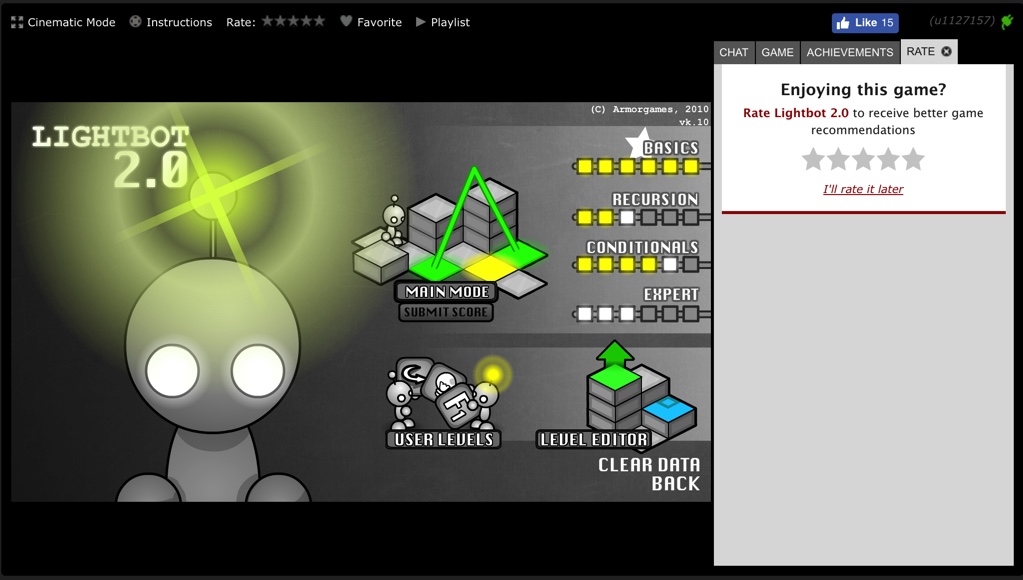 Cinematic Mode Instructions Rate: Favorite Playlist
Like 15
(u1127157)
CHAT GAME ACHIEVEMENTS RATE
Enjoying this game?
Rate Lightbot 2.0 to receive better game
recommendations
I'll rate it later
(C) Armorgames, 2010
vk.10
LIGHTBOT
2.0
BASICS
RECURSION
CONDITIONALS
EXPERT
MAIN MODE
SUBMIT SCORE
F1
USER LEVELS
LEVEL EDITOR
CLEAR DATA
BACK